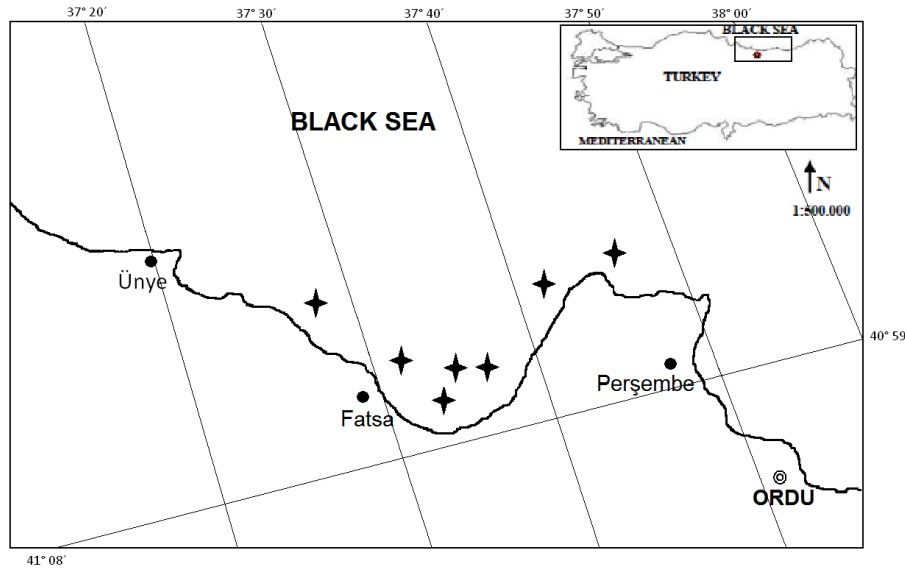 37° 20´
37° 30´
37° 40´
37° 50´
38° 00´
BLACK SEA
TURKEY
MEDITERRANEAN
BLACK SEA
N
1:500.000
Ünye
40° 59
Perşembe
Fatsa
ORDU
41° 08´